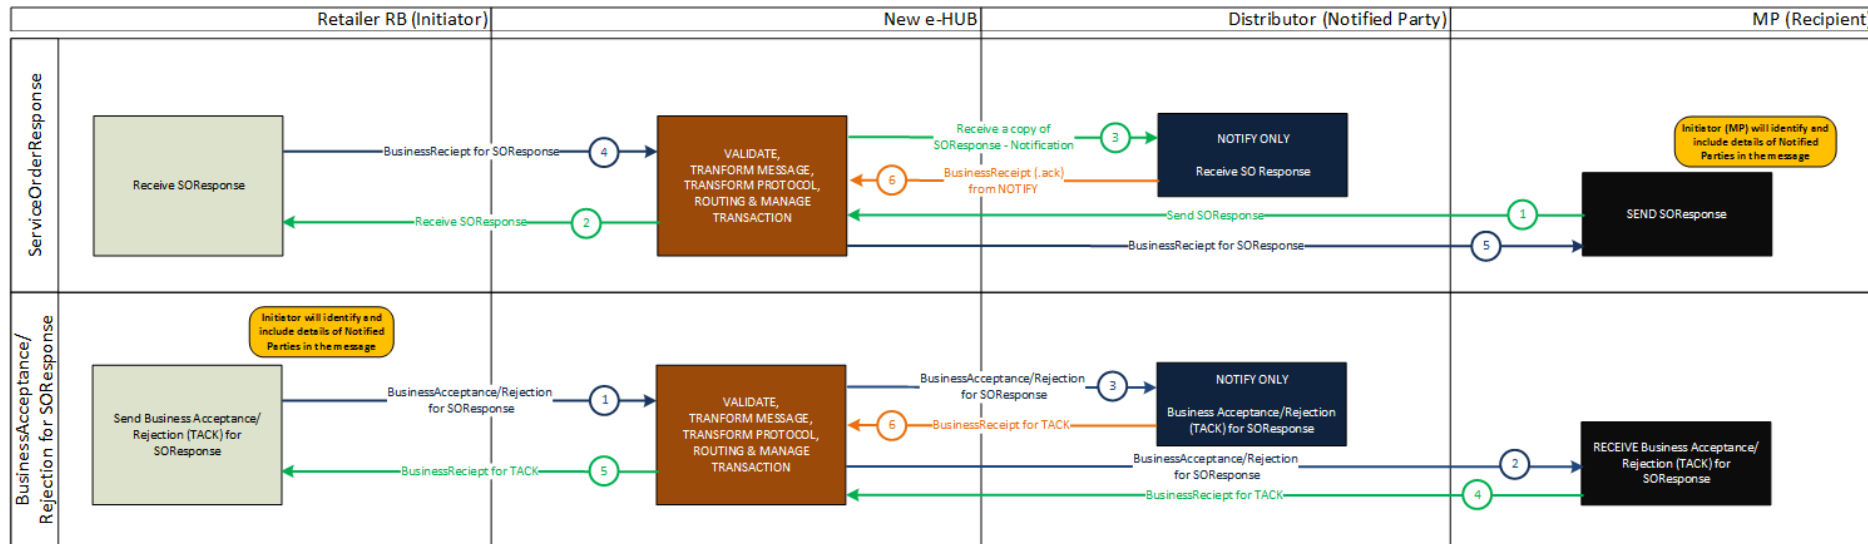 Retailer RB (Initiator)
New e-HUB
Distributor (Notified Party)
MP (Recipient)
ServiceOrderResponse
Receive SOResponse
BusinessReciept for SOResponse
4
Receive SOResponse
2
VALIDATE,
TRANFORM MESSAGE,
TRANSFORM PROTOCOL,
ROUTING & MANAGE
TRANSACTION
Receive a copy of
SOResponse - Notification
3
6
BusinessReceipt (.ack)
from NOTIFY
NOTIFY ONLY
Receive SO Response
Send SOResponse
1
BusinessReciept for SOResponse
5
Initiator (MP) will identify and
include details of Notified
Parties in the message
SEND SOResponse
BusinessAcceptance/
Rejection for SOResponse
Initiator will identify and
include details of Notified
Parties in the message
Send Business Acceptance/
Rejection (TACK) for
SOResponse
BusinessAcceptance/Rejection
for SOResponse
1
BusinessReciept for TACK
5
VALIDATE,
TRANFORM MESSAGE,
TRANSFORM PROTOCOL,
ROUTING & MANAGE
TRANSACTION
BusinessAcceptance/Rejection
for SOResponse
3
6
BusinessReceipt for TACK
NOTIFY ONLY
Business Acceptance/Rejection
(TACK) for SOResponse
BusinessAcceptance/Rejection
for SOResponse
2
BusinessReciept for TACK
4
RECEIVE Business Acceptance/
Rejection (TACK) for
SOResponse